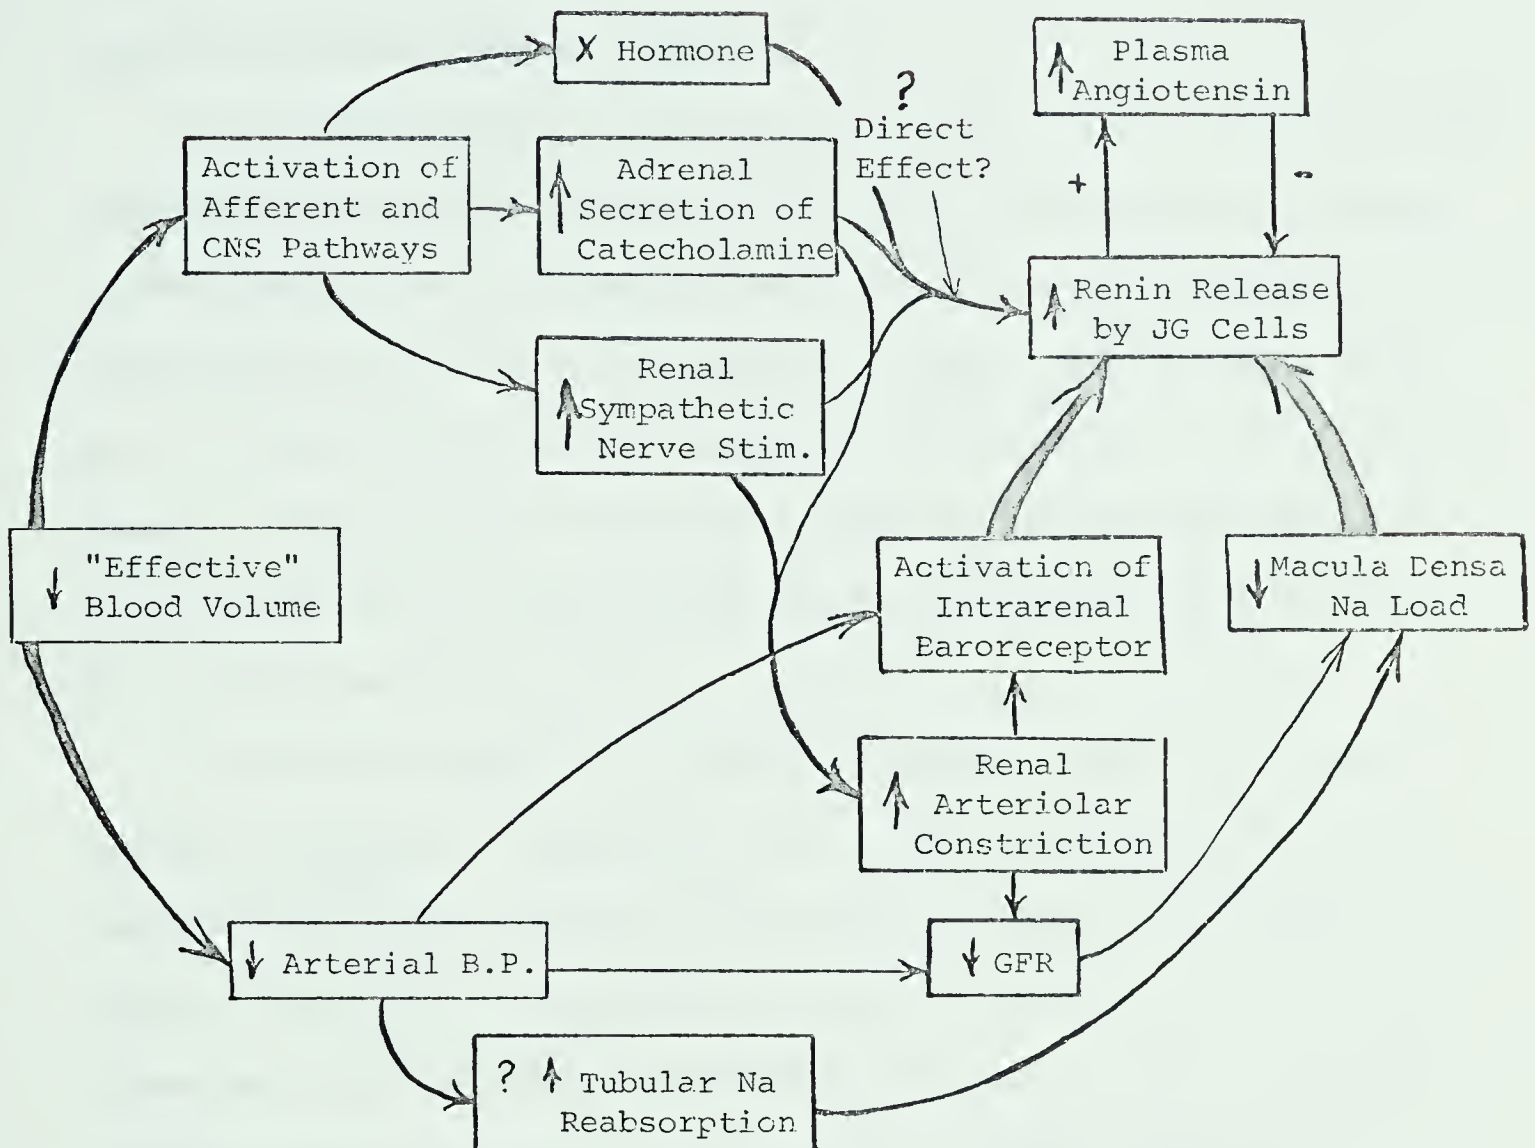 X Hormone
?
Direct
Effect?
↑ Plasma
Angiotensin
Activation of
Afferent and
CNS Pathways
↑ Adrenal
Secretion of
Catecholamine
+
-
↑ Renin Release
by JG Cells
Renal
↑ Sympathetic
Nerve Stim.
"Effective"
↓ Blood Volume
Activation of
Intrarenal
Baroreceptor
↓ Macula Densa
Na Load
Renal
↑ Arteriolar
Constriction
↓ Arterial B.P.
↓ GFR
? ↑ Tubular Na
Reabsorption